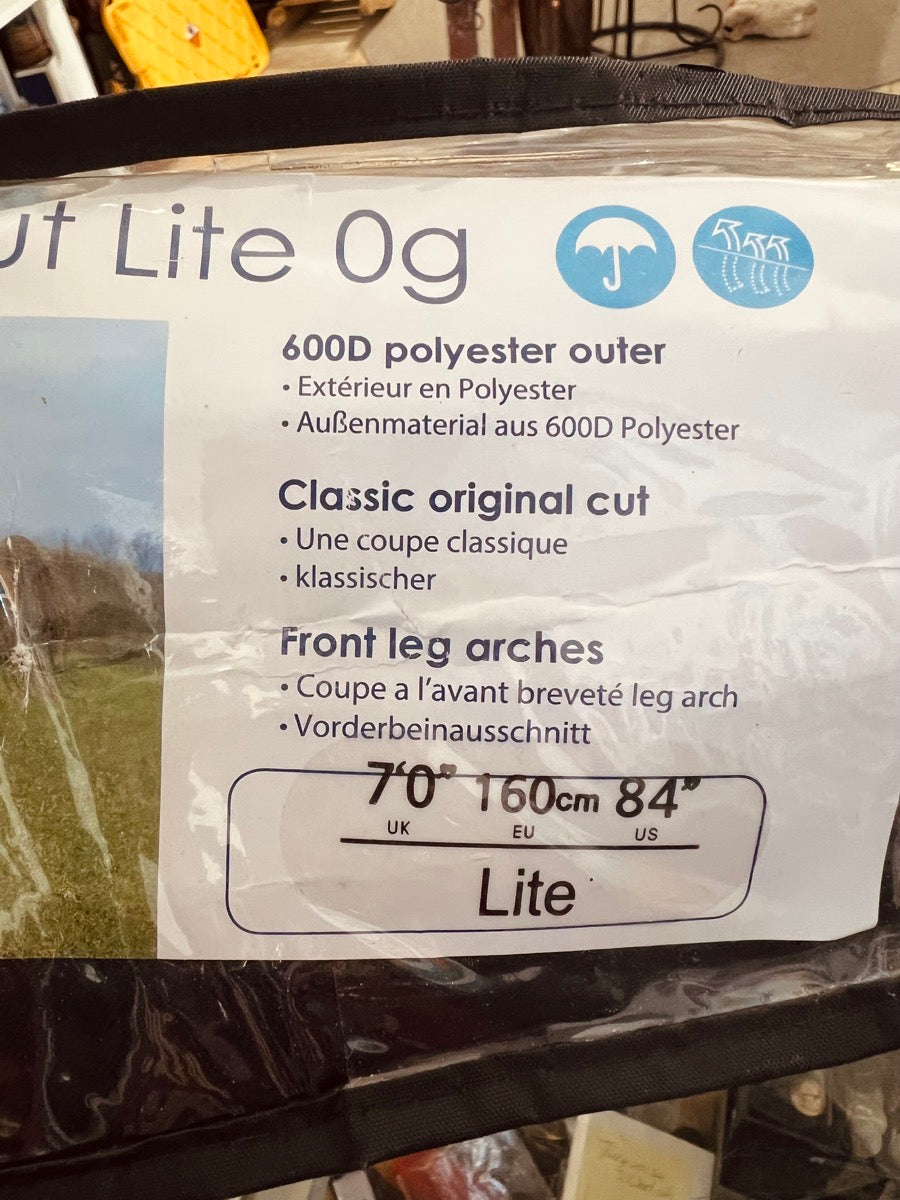 ut Lite 0g
600D polyester outer
• Extérieur en Polyester
• Außenmaterial aus 600D Polyester
Classic original cut
• Une coupe classique
• klassischer
Front leg arches
• Coupe a l’avant breveté leg arch
• Vorderbeinausschnitt
7‘0” 160cm 84”
UK EU US
Lite